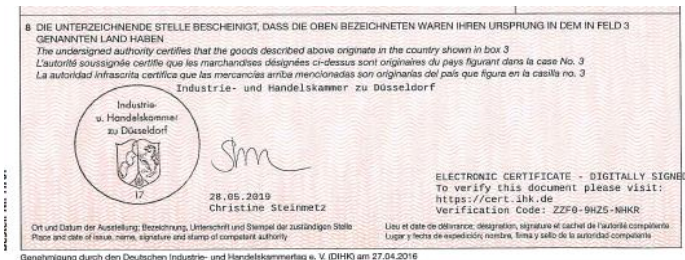 8 DIE UNTERZEICHNENDE STELLE BESCHEINIGT, DASS DIE OBEN BEZEICHNETEN WAREN IHREN URSPRUNG IN DEM IN FELD 3
GENANNTEN LAND HABEN
The undersigned authority certifies that the goods described above originate in the country shown in box 3
L'autorité soussignée certifie que les marchandises désignées ci-dessus sont originaires du pays figurant dans la case No. 3
La autoridad infrascrita certifica que las mercancías arriba mencionadas son originarias del país que figura en la casilla no. 3
Industrie- und Handelskammer zu Düsseldorf
Industrie-
u. Handelskammer
zu Düsseldorf
17
28.05.2019
Christine Steinmetz
ELECTRONIC CERTIFICATE - DIGITALLY SIGNED
To verify this document please visit:
https://cert.ihk.de
Verification Code: ZZF0-9HZ5-NHKR
Ort und Datum der Ausstellung; Bezeichnung, Unterschrift und Stempel der zuständigen Stelle
Place and date of issue, name, signature and stamp of competent authority
Lieu et date de délivrance; désignation, signature et cachet de l'autorité compétente
Lugar y fecha de expedición; nombre, firma y sello de la autoridad competente
Genehmigung durch den Deutschen Industrie- und Handelskammertag e. V. (DIHK) am 27.04.2016